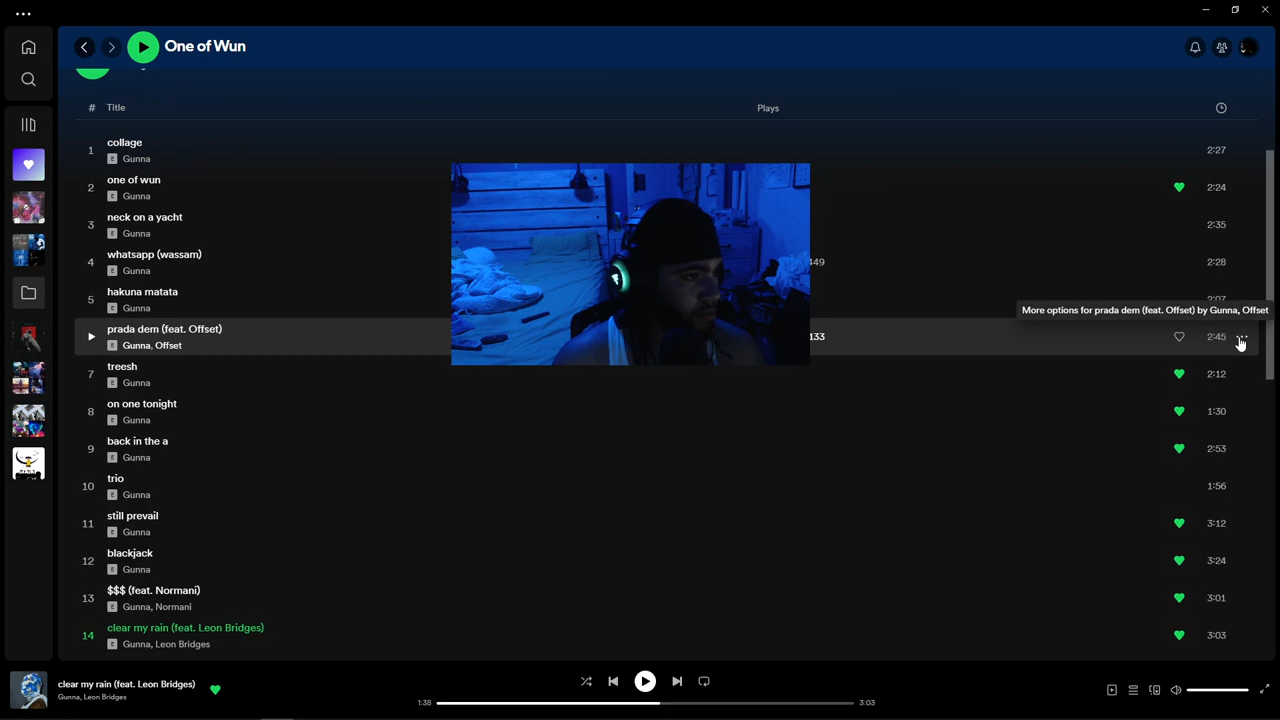 One of Wun
# Title Plays
1 collage 2:27
E Gunna
2 one of wun 2:24
E Gunna
3 neck on a yacht 2:35
E Gunna
4 whatsapp (wassam) 449 2:28
E Gunna
5 hakuna matata 2:07
E Gunna
More options for prada dem (feat. Offset) by Gunna, Offset
prada dem (feat. Offset) 133 2:45
E Gunna, Offset
7 treesh 2:12
E Gunna
8 on one tonight 1:30
E Gunna
9 back in the a 2:53
E Gunna
10 trio 1:56
E Gunna
11 still prevail 3:12
E Gunna
12 blackjack 3:24
E Gunna
13 $$$ (feat. Normani) 3:01
E Gunna, Normani
14 clear my rain (feat. Leon Bridges) 3:03
E Gunna, Leon Bridges
clear my rain (feat. Leon Bridges)
Gunna, Leon Bridges
1:38 3:03